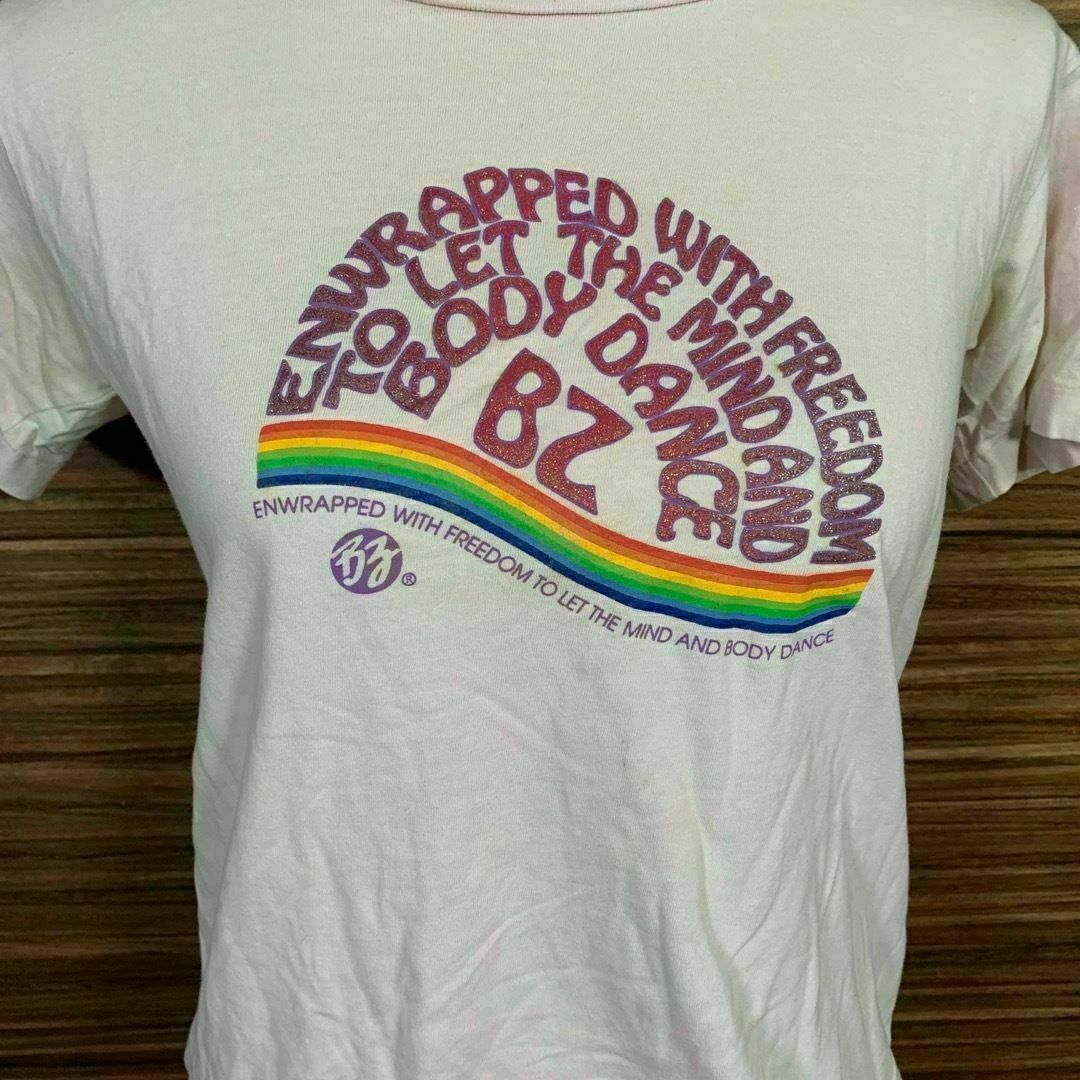 ENWRAPPED WITH FREEDOM
TO LET THE MIND AND
BODY DANCE
BZ
ENWRAPPED WITH FREEDOM TO LET THE MIND AND BODY DANCE
BZ®